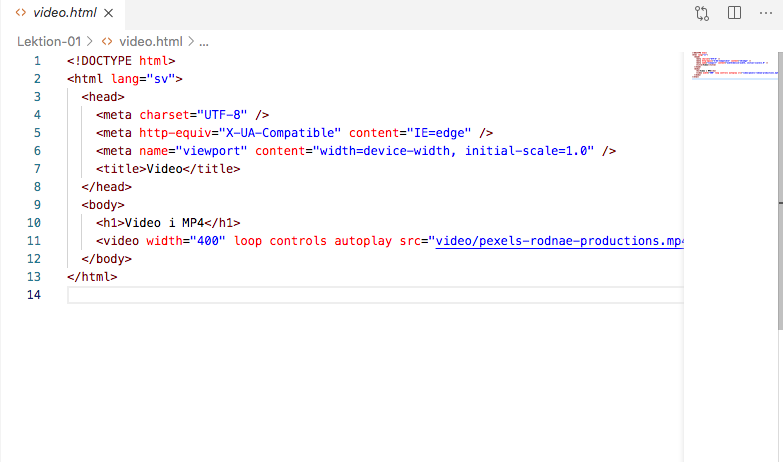 video.html
Lektion-01 > video.html > ...
1 <!DOCTYPE html>
2 <html lang="sv">
3 <head>
4 <meta charset="UTF-8" />
5 <meta http-equiv="X-UA-Compatible" content="IE=edge" />
6 <meta name="viewport" content="width=device-width, initial-scale=1.0" />
7 <title>Video</title>
8 </head>
9 <body>
10 <h1>Video i MP4</h1>
11 <video width="400" loop controls autoplay src="video/pexels-rodnae-productions.mp4
12 </body>
13 </html>
14